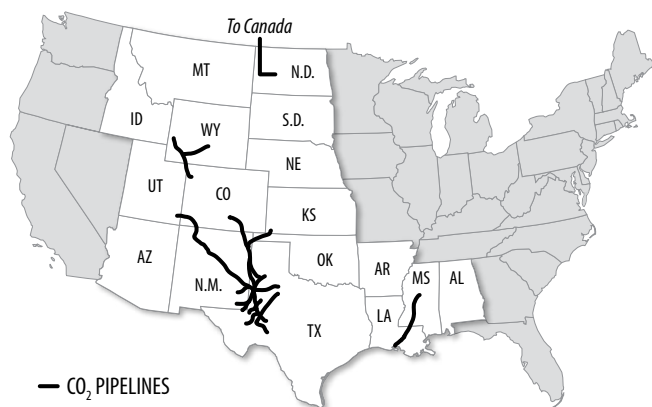 To Canada
MT
N.D.
ID
WY
S.D.
NE
UT
CO
KS
AZ
N.M.
OK
AR
MS
AL
TX
LA
CO₂ PIPELINES